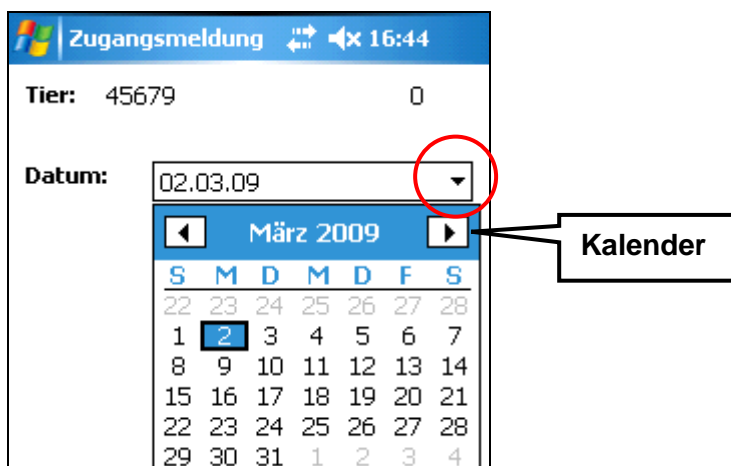 Zugangsmeldung 16:44
Tier: 45679 0
Datum: 02.03.09
März 2009
Kalender
S M D M D F S
22 23 24 25 26 27 28
1 2 3 4 5 6 7
8 9 10 11 12 13 14
15 16 17 18 19 20 21
22 23 24 25 26 27 28
29 30 31 1 2 3 4